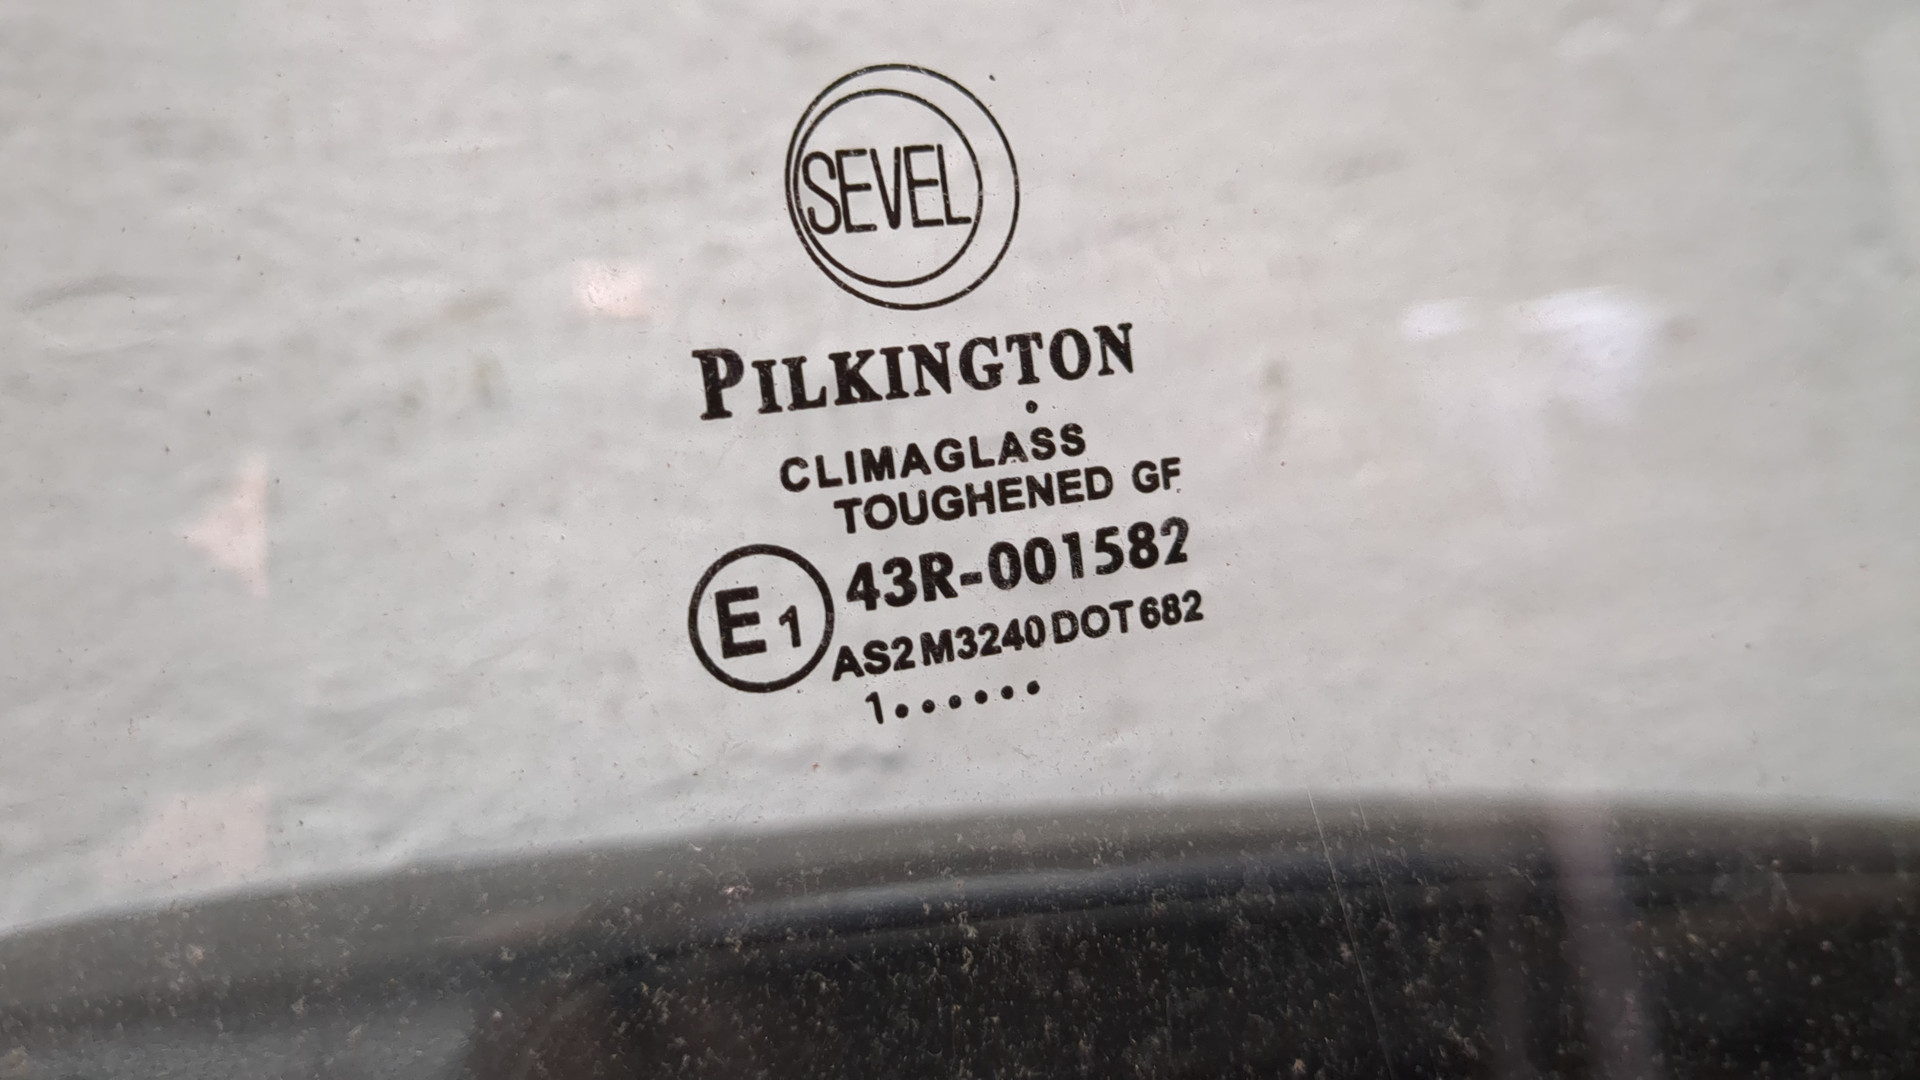 SEVEL
PILKINGTON
CLIMAGLASS
TOUGHENED GF
E1 43R-001582
AS2 M3240 DOT 682
1••••••